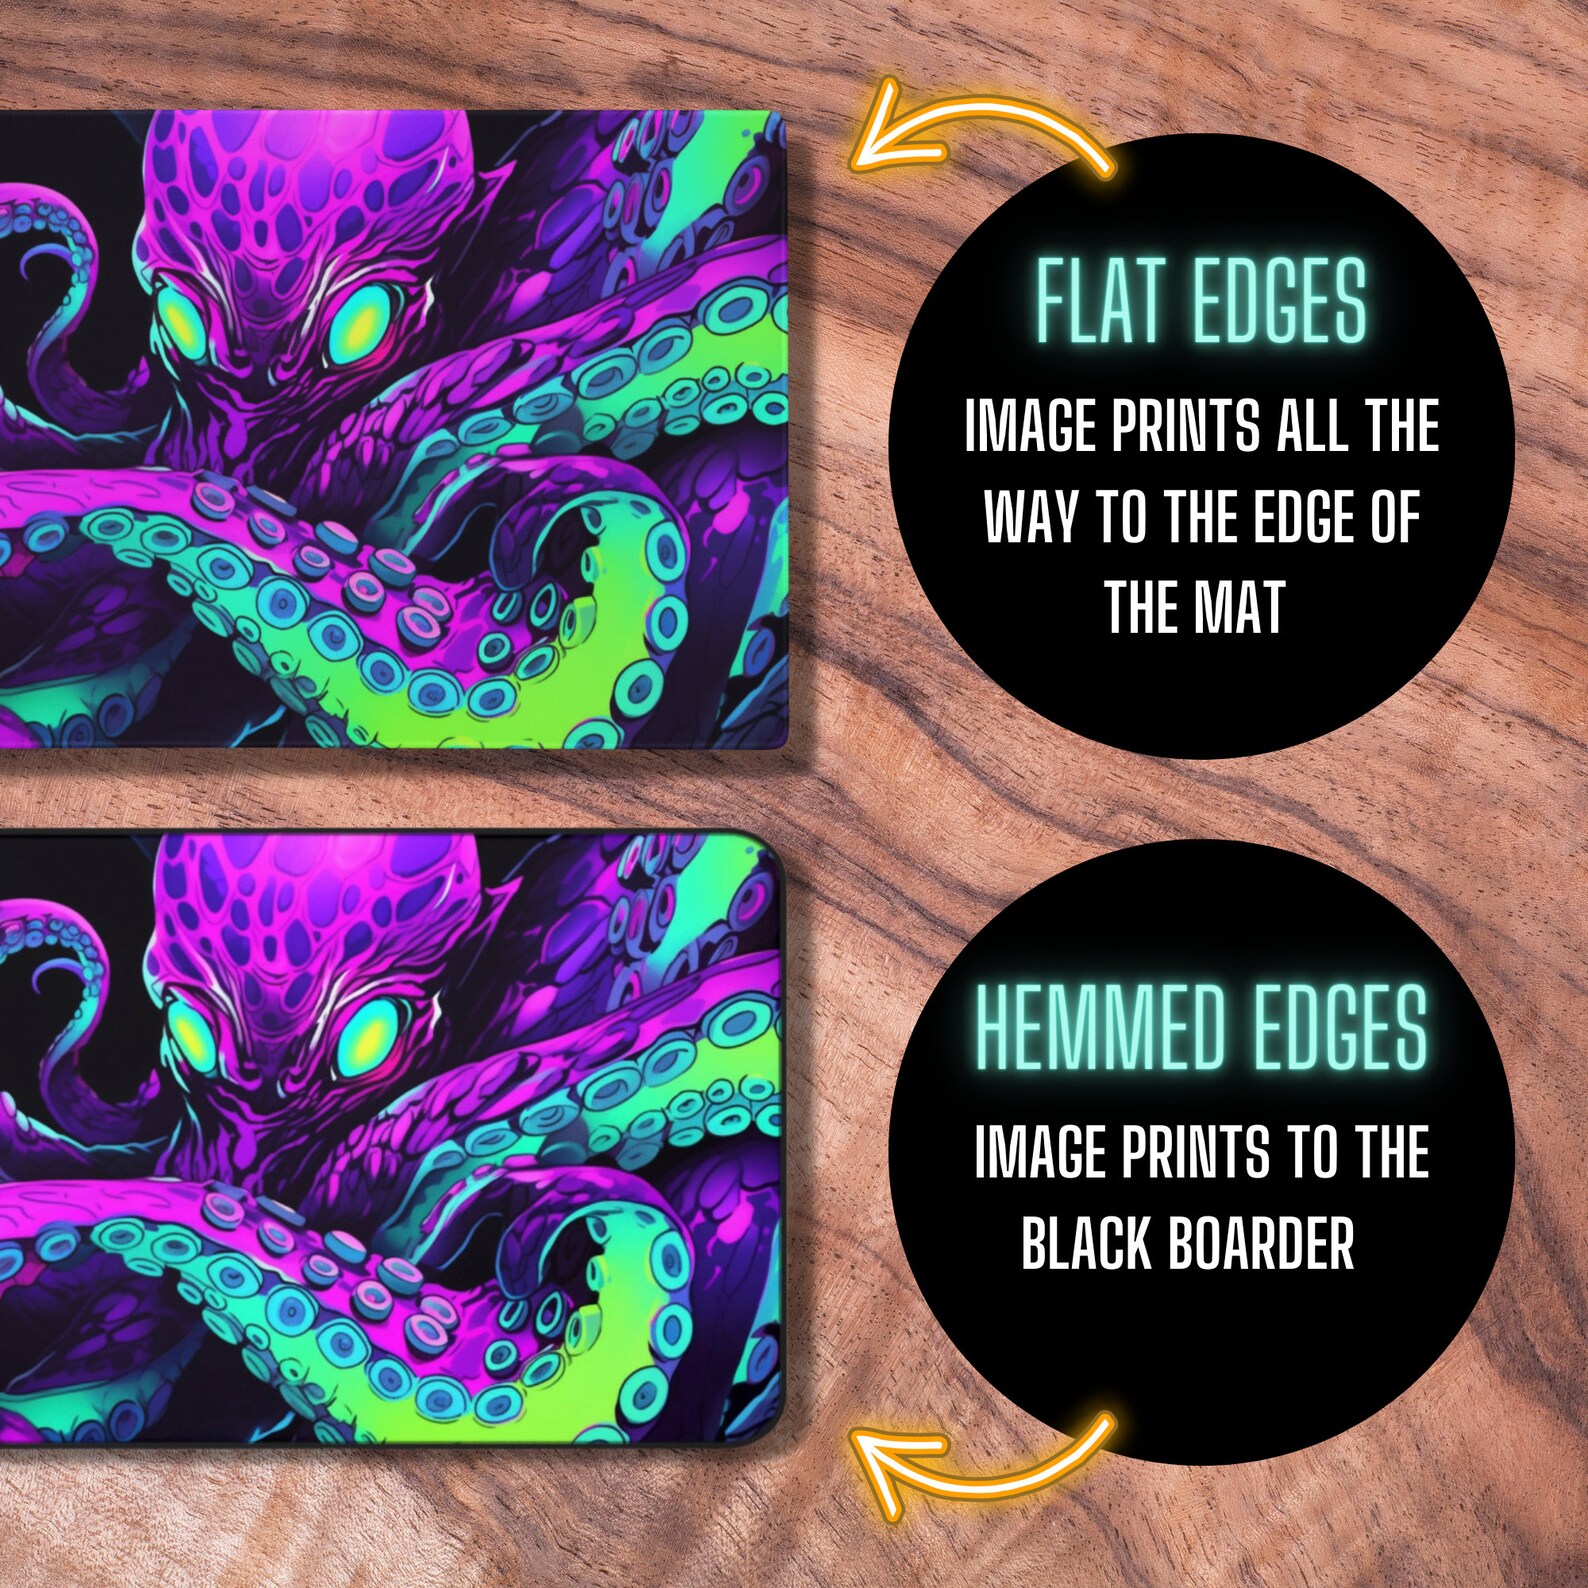 FLAT EDGES
IMAGE PRINTS ALL THE
WAY TO THE EDGE OF
THE MAT
HEMMED EDGES
IMAGE PRINTS TO THE
BLACK BOARDER